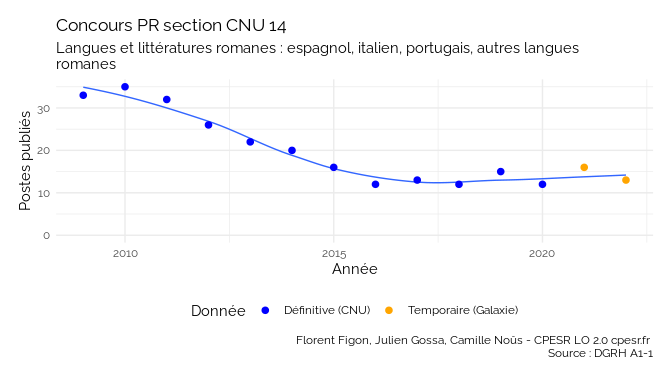 Concours PR section CNU 14
Langues et littératures romanes : espagnol, italien, portugais, autres langues
romanes
Postes publiés
30
20
10
0
2010
2015
2020
Année
Donnée
Définitive (CNU)
Temporaire (Galaxie)
Florent Figon, Julien Gossa, Camille Noûs - CPESR LO 2.0 cpesr.fr
Source : DGRH A1-1